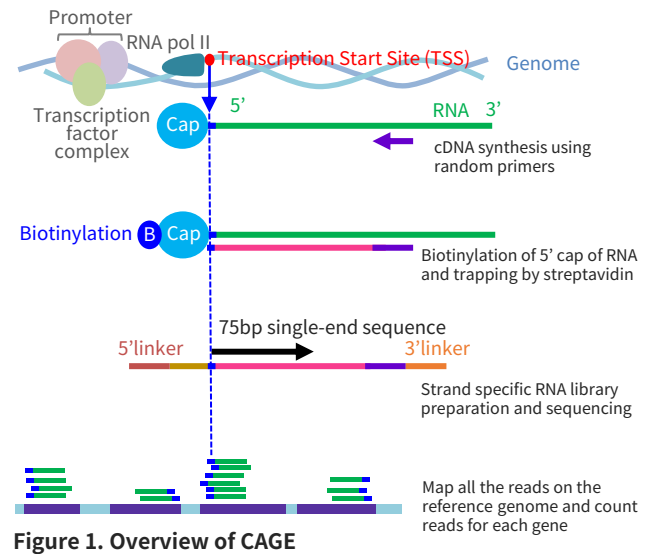 Promoter
RNA pol II
Transcription Start Site (TSS)
Genome
Transcription
factor
complex
5’
RNA
3’
Cap
cDNA synthesis using
random primers
Biotinylation
B
Cap
Biotinylation of 5’ cap of RNA
and trapping by streptavidin
75bp single-end sequence
5’linker
3’linker
Strand specific RNA library
preparation and sequencing
Map all the reads on the
reference genome and count
reads for each gene
Figure 1. Overview of CAGE